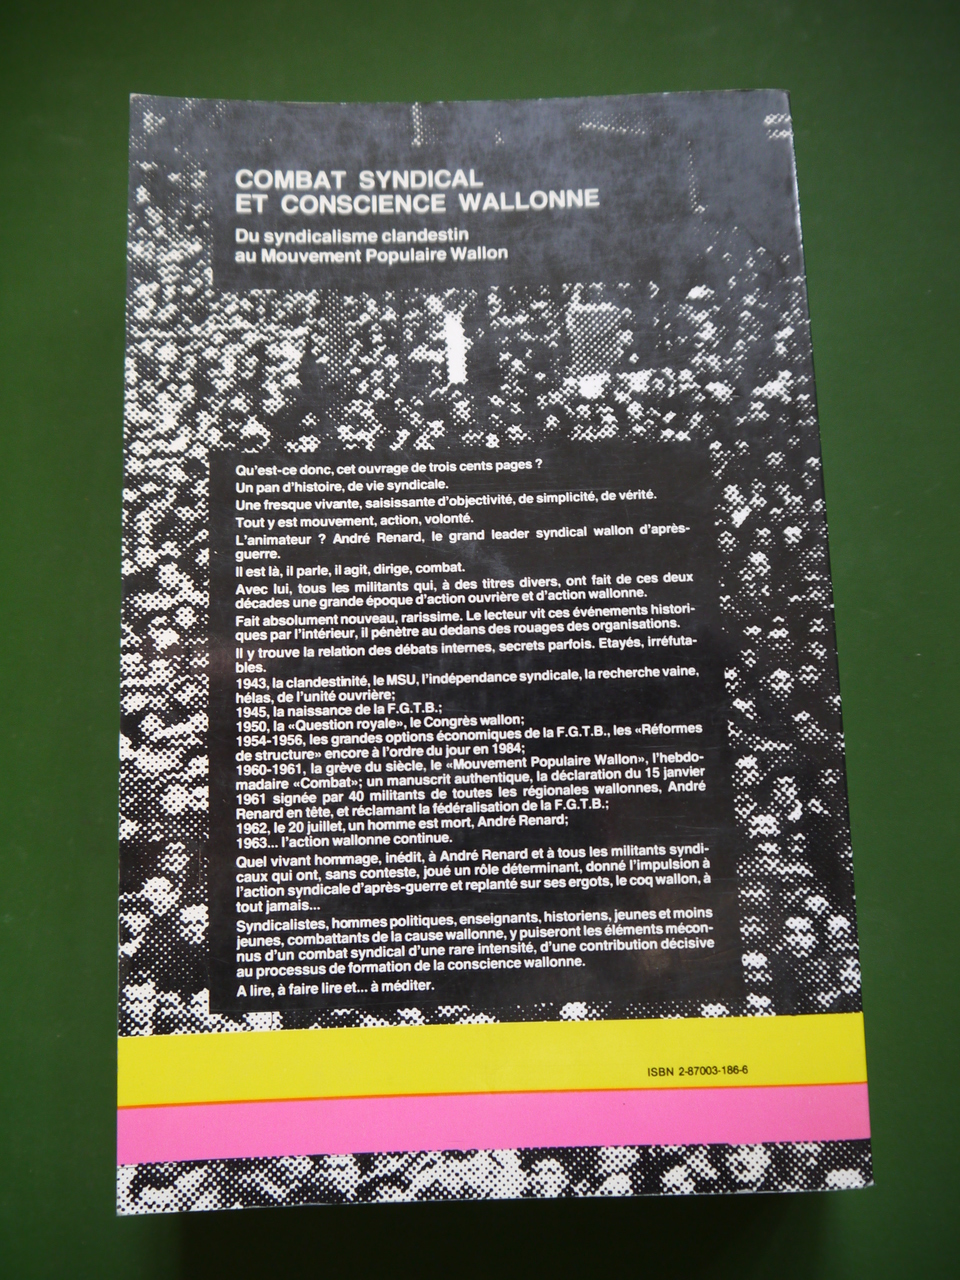 COMBAT SYNDICAL
ET CONSCIENCE WALLONNE
Du syndicalisme clandestin
au Mouvement Populaire Wallon
Qu'est-ce donc, cet ouvrage de trois cents pages ?
Un pan d'histoire, de vie syndicale.
Une fresque vivante, saisissante d'objectivité, de simplicité, de vérité.
Tout y est mouvement, action, volonté.
L'animateur ? André Renard, le grand leader syndical wallon d'après-
guerre.
Il est là, il parle, il agit, dirige, combat.
Avec lui, tous les militants qui, à des titres divers, ont fait de ces deux
décades une grande époque d'action ouvrière et d'action wallonne.
Fait absolument nouveau, rarissime. Le lecteur vit ces événements histori-
ques par l'intérieur, il pénètre au dedans des rouages des organisations.
Il y trouve la relation des débats internes, secrets parfois. Etayés, irréfuta-
bles.
1943, la clandestinité, le MSU, l'indépendance syndicale, la recherche vaine,
hélas, de l'unité ouvrière;
1945, la naissance de la F.G.T.B.;
1950, la «Question royale», le Congrès wallon;
1954-1956, les grandes options économiques de la F.G.T.B., les «Réformes
de structure» encore à l'ordre du jour en 1984;
1960-1961, la grève du siècle, le «Mouvement Populaire Wallon», l'hebdo-
madaire «Combat»; un manuscrit authentique, la déclaration du 15 janvier
1961 signée par 40 militants de toutes les régionales wallonnes, André
Renard en tête, et réclamant la fédéralisation de la F.G.T.B.;
1962, le 20 juillet, un homme est mort, André Renard;
1963... l'action wallonne continue.
Quel vivant hommage, inédit, à André Renard et à tous les militants syndi-
caux qui ont, sans conteste, joué un rôle déterminant, donné l'impulsion à
l'action syndicale d'après-guerre et replanté sur ses ergots, le coq wallon, à
tout jamais...
Syndicalistes, hommes politiques, enseignants, historiens, jeunes et moins
jeunes, combattants de la cause wallonne, y puiseront les éléments mécon-
nus d'un combat syndical d'une rare intensité, d'une contribution décisive
au processus de formation de la conscience wallonne.
A lire, à faire lire et... à méditer.
ISBN 2-87003-186-6